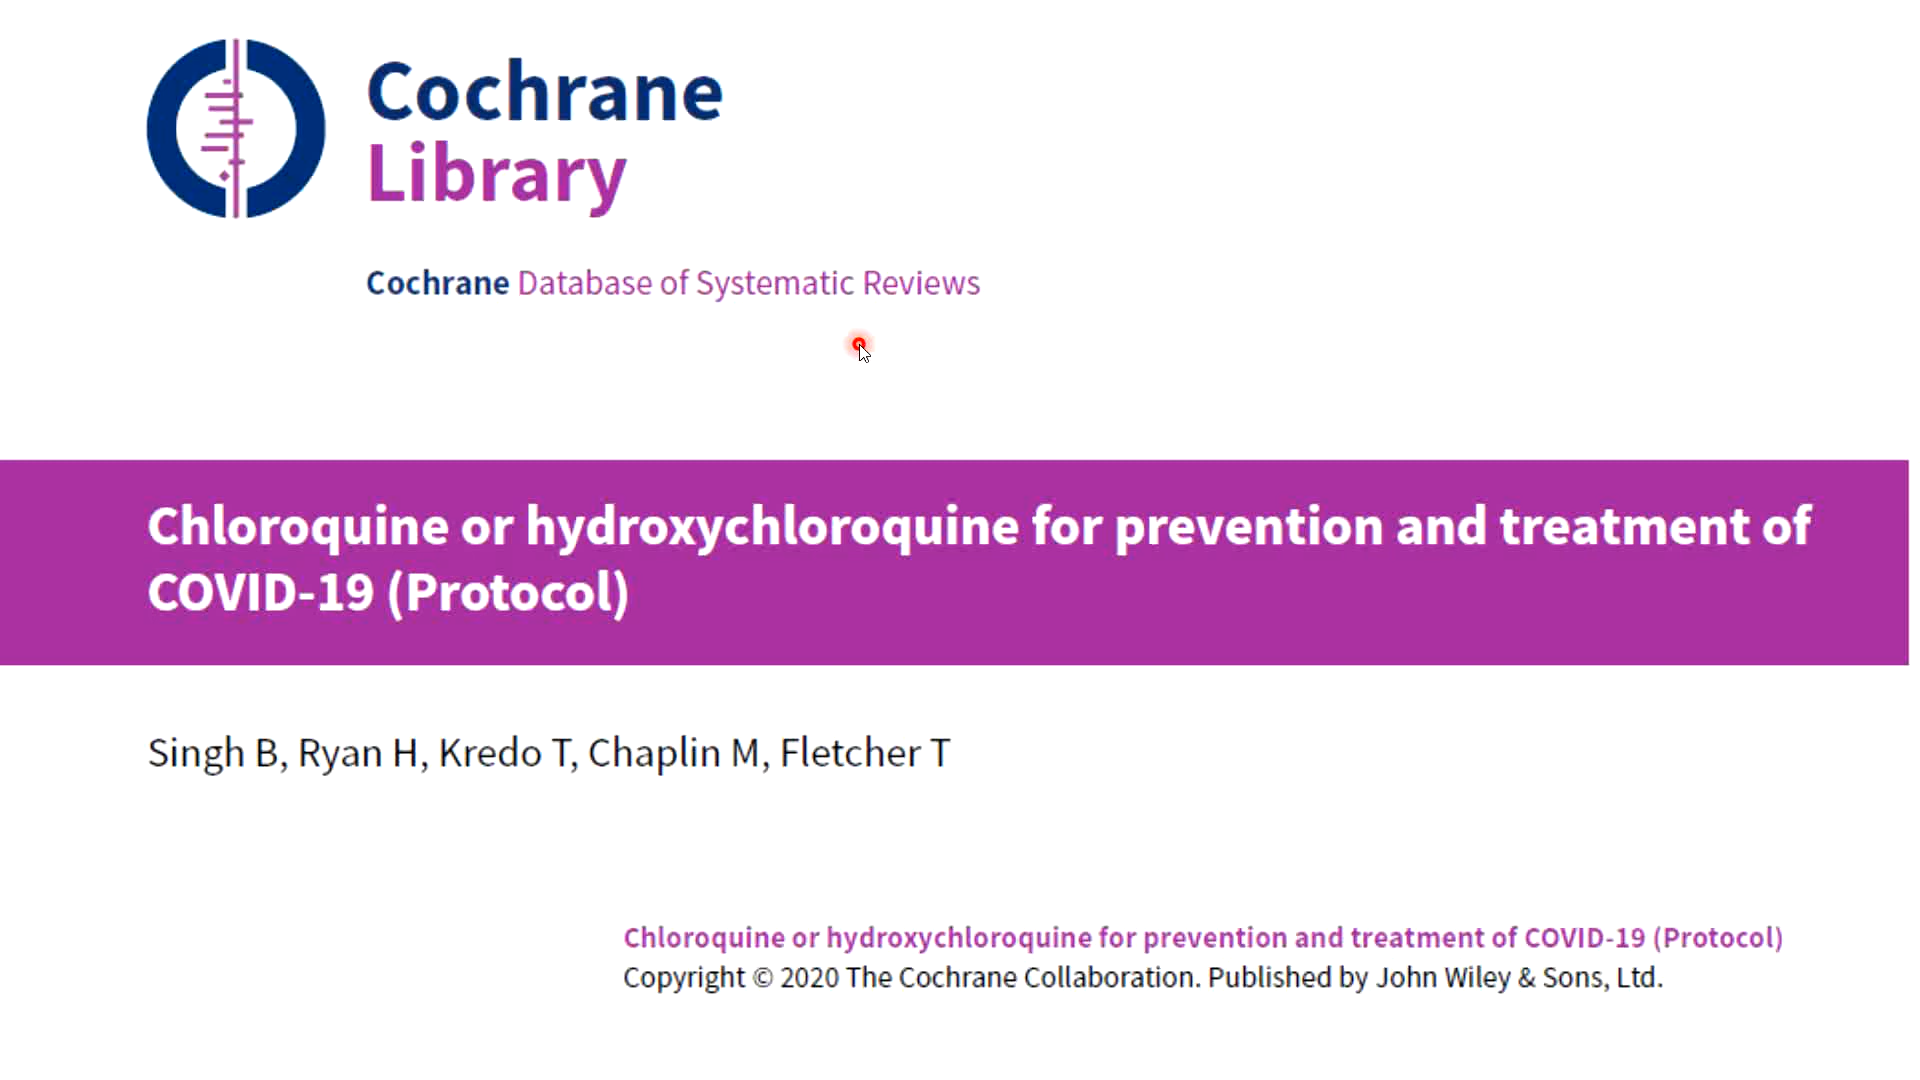 Cochrane
Library
Cochrane Database of Systematic Reviews
Chloroquine or hydroxychloroquine for prevention and treatment of
COVID-19 (Protocol)
Singh B, Ryan H, Kredo T, Chaplin M, Fletcher T
Chloroquine or hydroxychloroquine for prevention and treatment of COVID-19 (Protocol)
Copyright © 2020 The Cochrane Collaboration. Published by John Wiley & Sons, Ltd.